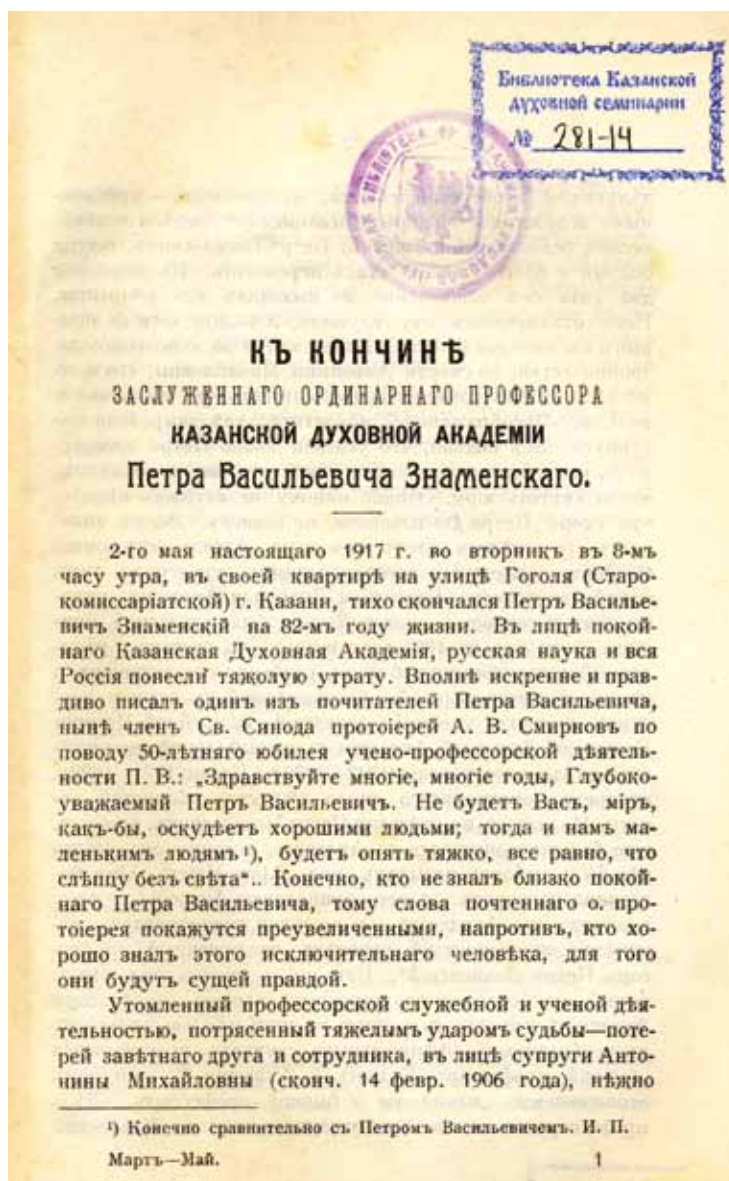 Библиотека Казанской
духовной семинарии
№ 281-14
КЪ КОНЧИНѢ
ЗАСЛУЖЕННАГО ОРДИНАРНАГО ПРОФЕССОРА
КАЗАНСКОЙ ДУХОВНОЙ АКАДЕМІИ
Петра Васильевича Знаменскаго.
2-го мая настоящаго 1917 г. во вторникъ въ 8-мъ
часу утра, въ своей квартирѣ на улицѣ Гоголя (Старо-
комиссаріатской) г. Казани, тихо скончался Петръ Василье-
вичъ Знаменскій на 82-мъ году жизни. Въ лицѣ покой-
наго Казанская Духовная Академія, русская наука и вся
Россія понесли тяжолую утрату. Вполнѣ искренне и прав-
диво писалъ одинъ изъ почитателей Петра Васильевича,
нынѣ членъ Св. Синода протоіерей А. В. Смирновъ по
поводу 50-лѣтняго юбилея учено-профессорской дѣятель-
ности П. В.: „Здравствуйте многіе, многіе годы, Глубоко-
уважаемый Петръ Васильевичъ. Не будетъ Васъ, міръ,
какъ-бы, оскудѣетъ хорошими людьми; тогда и намъ ма-
ленькимъ людямъ ¹), будетъ опять тяжко, все равно, что
слѣпцу безъ свѣта“.. Конечно, кто не зналъ близко покой-
наго Петра Васильевича, тому слова почтеннаго о. про-
тоіерея покажутся преувеличенными, напротивъ, кто хо-
рошо зналъ этого исключительнаго человѣка, для того
они будутъ сущей правдой.
Утомленный профессорской служебной и ученой дѣя-
тельностью, потрясенный тяжелымъ ударомъ судьбы—поте-
рей завѣтнаго друга и сотрудника, въ лицѣ супруги Анто-
нины Михайловны (сконч. 14 февр. 1906 года), нѣжно
¹) Конечно сравнительно съ Петромъ Васильевичемъ. И. П.
Мартъ—Май. 1